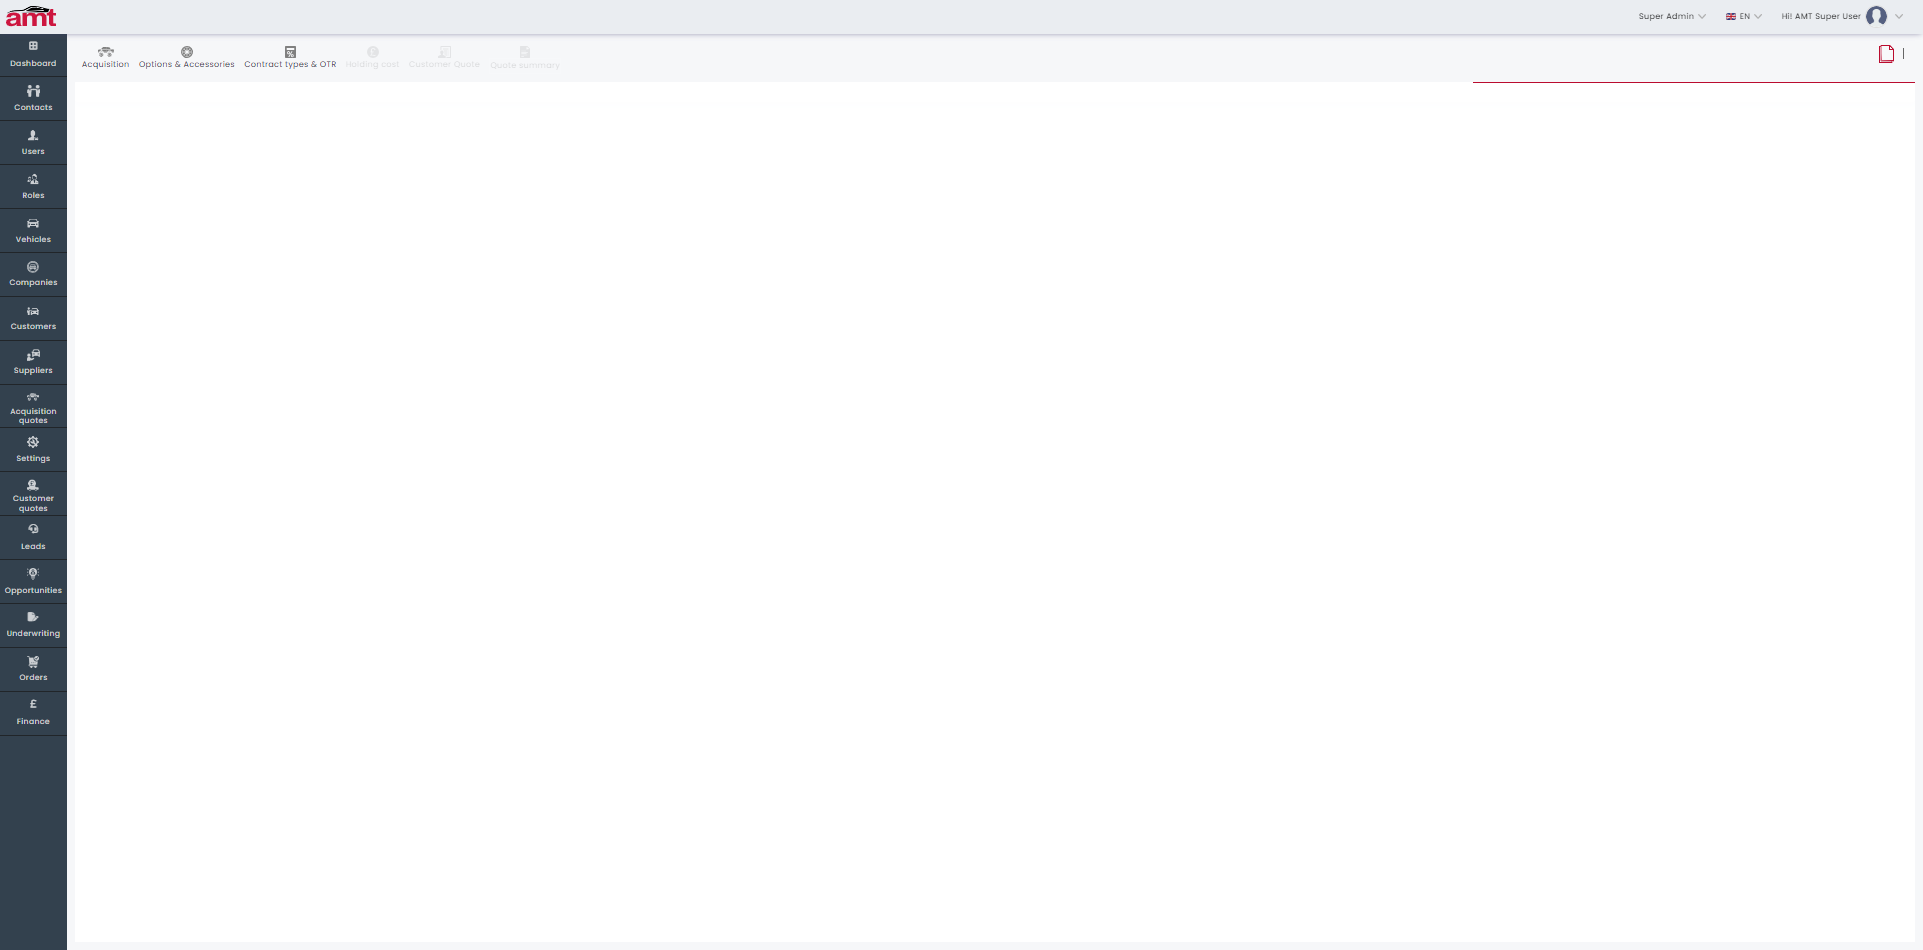 amt
Super Admin
EN
Hi! AMT Super User
Acquisition
Options & Accessories
Contract types & OTR
Holding cost
Customer Quote
Quote summary
Dashboard
Contacts
Users
Roles
Vehicles
Companies
Customers
Suppliers
Acquisition
quotes
Settings
Customer
quotes
Leads
Opportunities
Underwriting
Orders
Finance